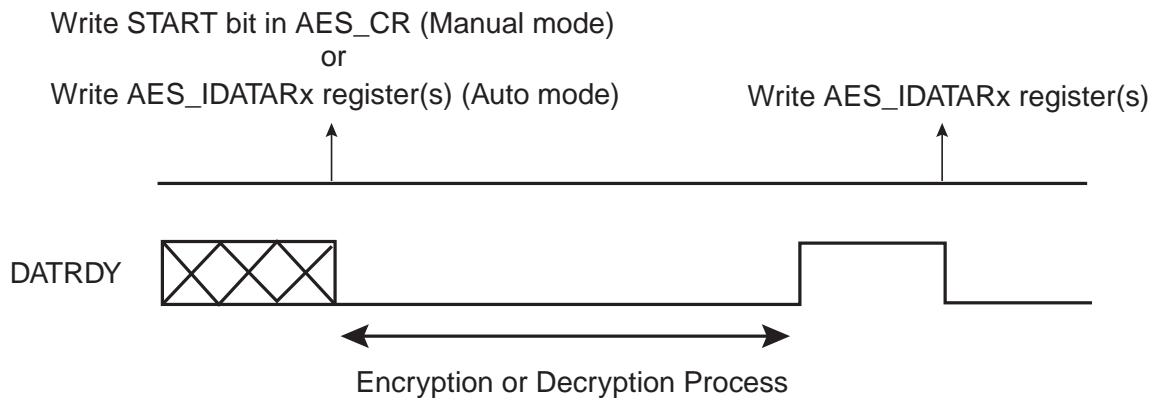 Write START bit in AES_CR (Manual mode)
or
Write AES_IDATARx register(s) (Auto mode)
Write AES_IDATARx register(s)
DATRDY
Encryption or Decryption Process